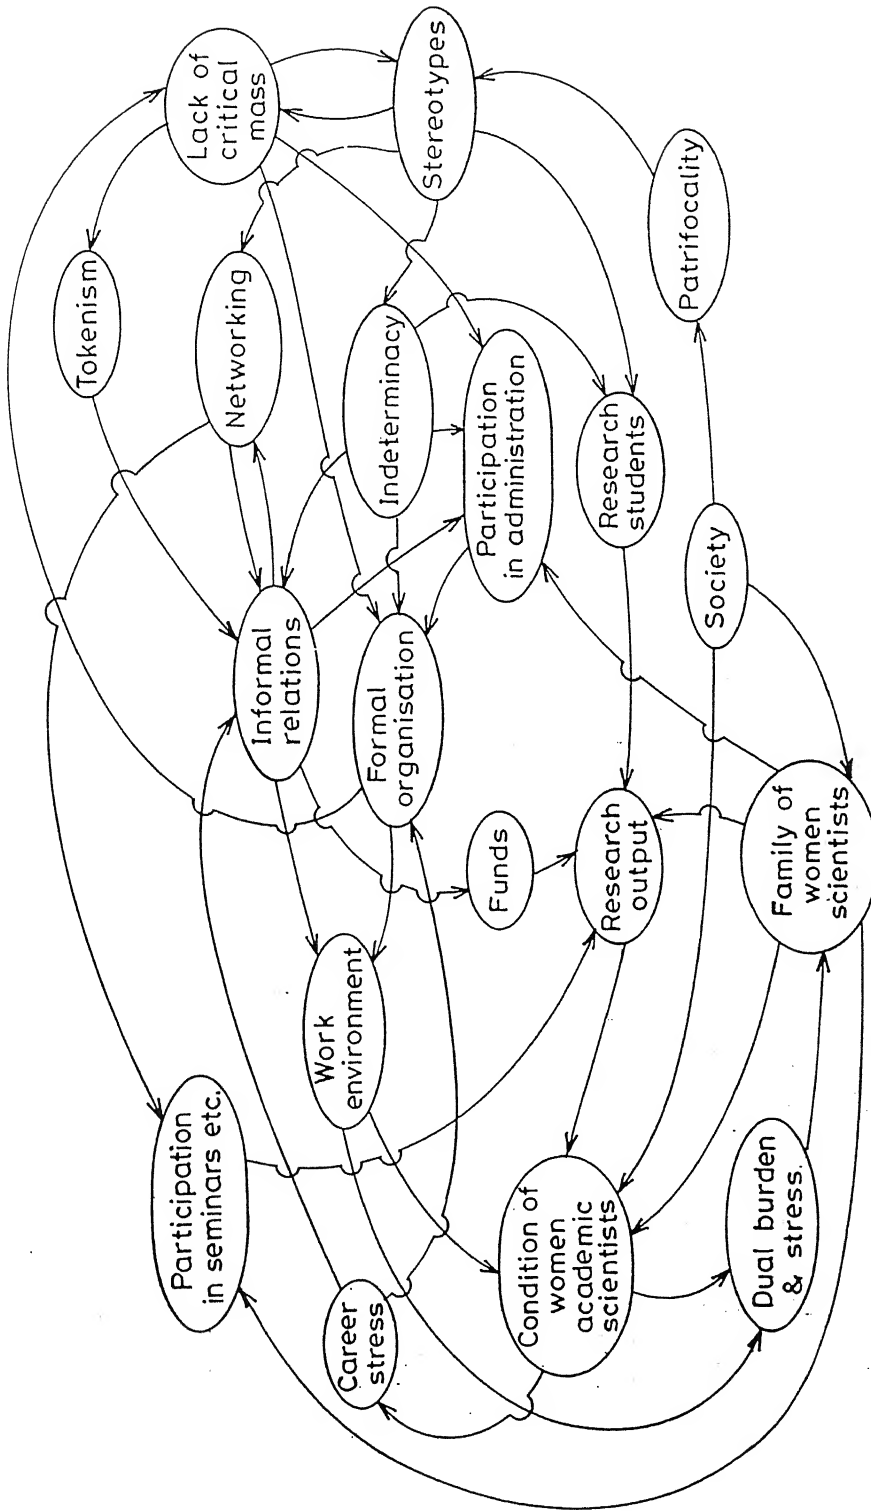 Participation
in seminars etc.
Tokenism
Lack of
critical
mass
Networking
Informal
relations
Work
environment
Career
stress
Formal
organisation
Indeterminacy
Stereotypes
Participation
in administration
Funds
Condition of
women
academic
scientists
Research
output
Research
students
Patrifocality
Society
Family of
women
scientists
Dual burden
& stress.